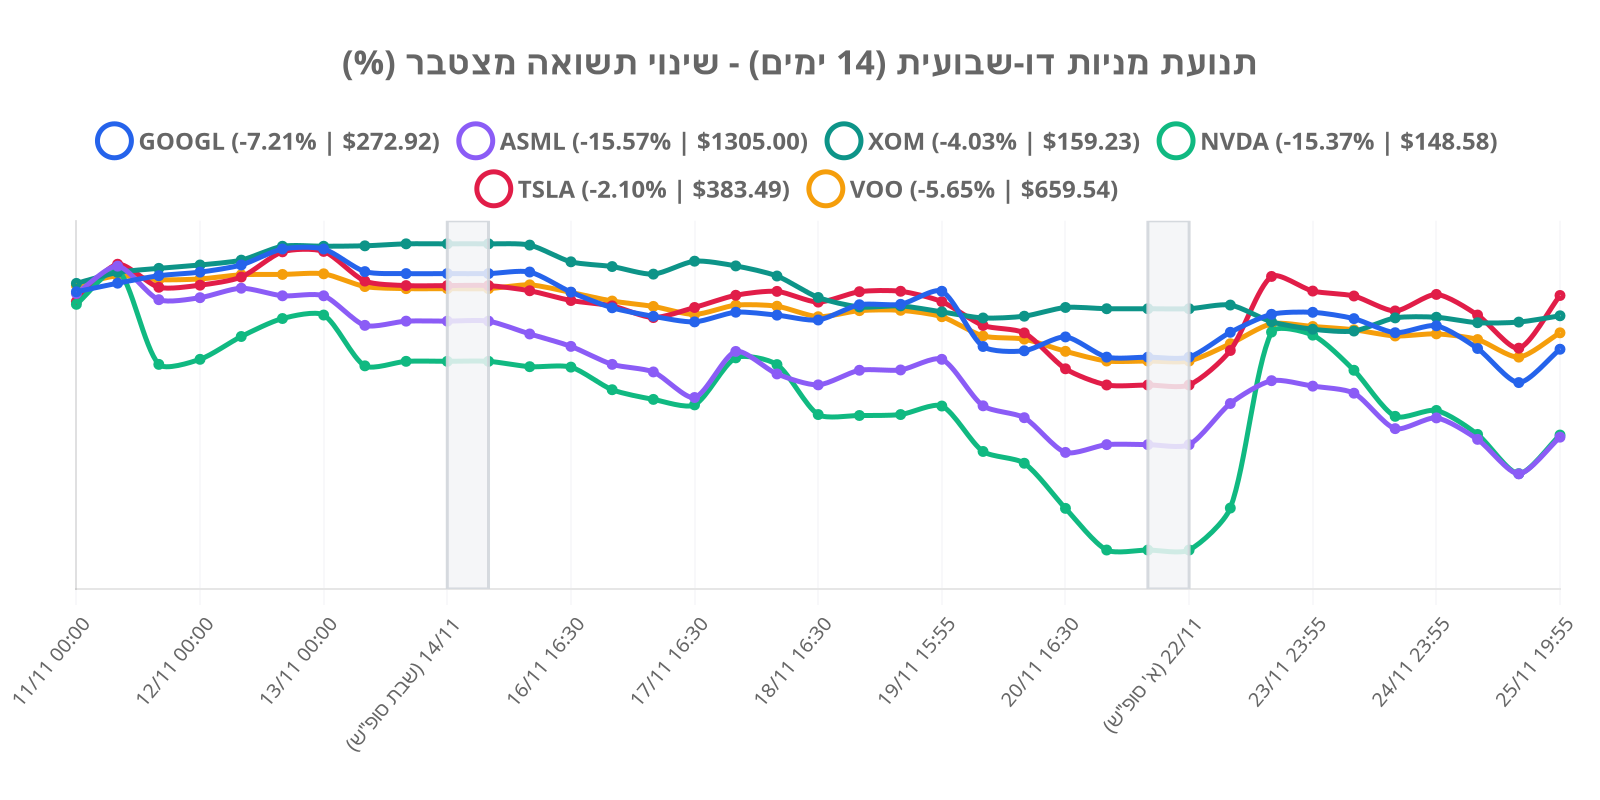 תנועת מניות דו-שבועית (14 ימים) - שינוי תשואה מצטבר (%)
GOOGL (-7.21% | $272.92) ASML (-15.57% | $1305.00) XOM (-4.03% | $159.23) NVDA (-15.37% | $148.58)
TSLA (-2.10% | $383.49) VOO (-5.65% | $659.54)
11/11 00:00
12/11 00:00
13/11 00:00
14/11 (שבת סופ"ש)
16/11 16:30
17/11 16:30
18/11 16:30
19/11 15:55
20/11 16:30
22/11 (א' סופ"ש)
23/11 23:55
24/11 23:55
25/11 19:55